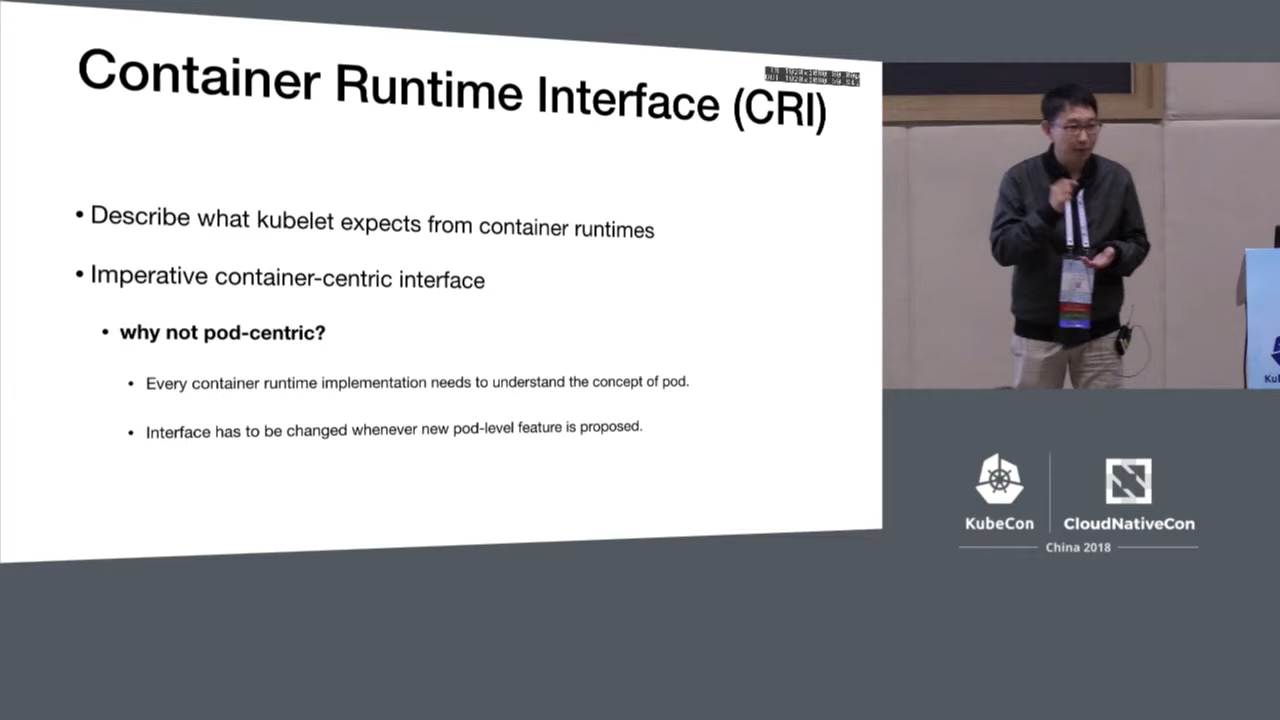 Container Runtime Interface (CRI)
• Describe what kubelet expects from container runtimes
• Imperative container-centric interface
• why not pod-centric?
• Every container runtime implementation needs to understand the concept of pod.
• Interface has to be changed whenever new pod-level feature is proposed.
KubeCon
CloudNativeCon
China 2018